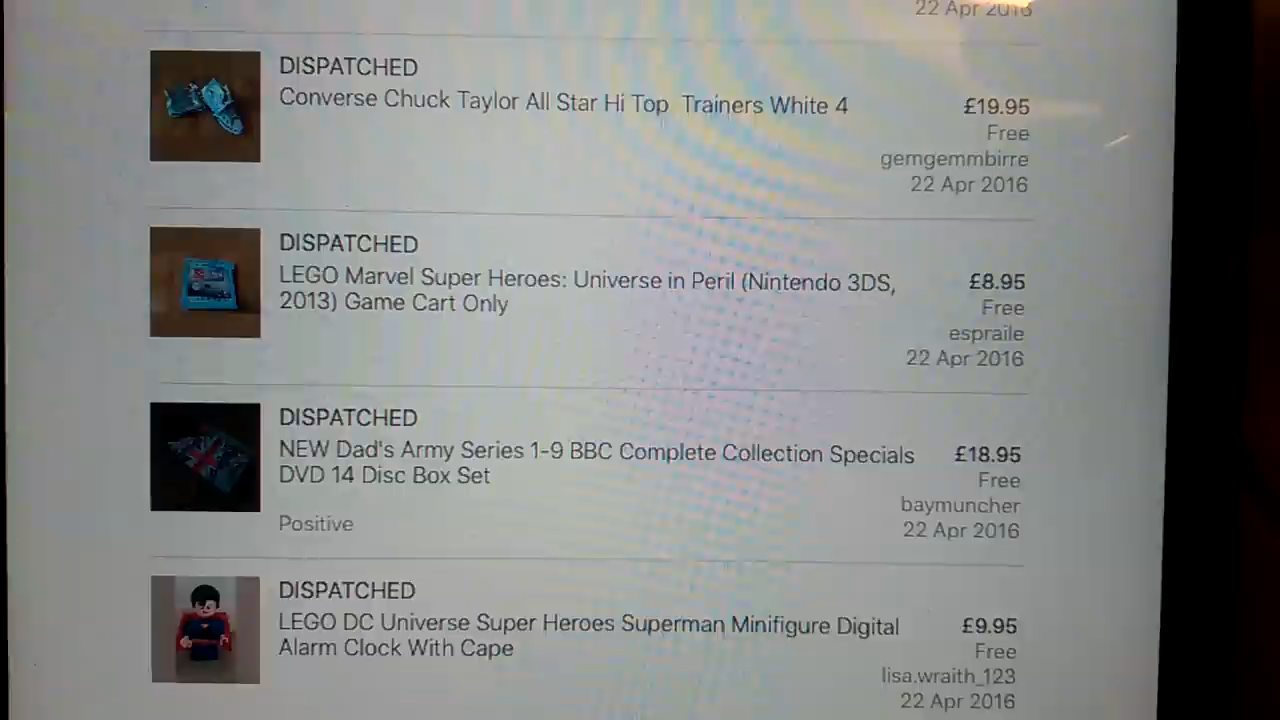 22 Apr 2016
DISPATCHED
Converse Chuck Taylor All Star Hi Top Trainers White 4
£19.95
Free
gemgemmbirre
22 Apr 2016
DISPATCHED
LEGO Marvel Super Heroes: Universe in Peril (Nintendo 3DS,
2013) Game Cart Only
£8.95
Free
espraile
22 Apr 2016
DISPATCHED
NEW Dad's Army Series 1-9 BBC Complete Collection Specials
DVD 14 Disc Box Set
Positive
£18.95
Free
baymuncher
22 Apr 2016
DISPATCHED
LEGO DC Universe Super Heroes Superman Minifigure Digital
Alarm Clock With Cape
£9.95
Free
lisa.wraith_123
22 Apr 2016